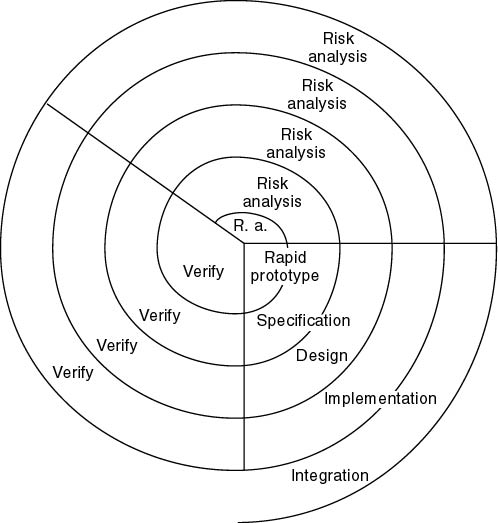 Risk
analysis
Risk
analysis
Risk
analysis
Risk
analysis
R. a.
Rapid
prototype
Verify
Specification
Verify
Design
Verify
Verify
Implementation
Integration